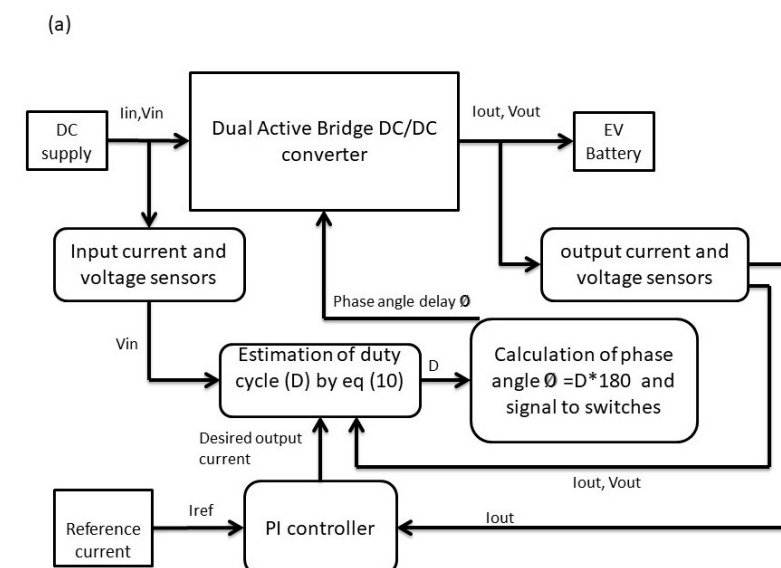 (a)
Iin,Vin
Iout, Vout
DC
supply
Dual Active Bridge DC/DC
converter
EV
Battery
Input current and
voltage sensors
output current and
voltage sensors
Phase angle delay Ø
Vin
Estimation of duty
cycle (D) by eq (10)
D
Calculation of phase
angle Ø =D*180 and
signal to switches
Desired output
current
Iout, Vout
Reference
current
Iref
PI controller
Iout